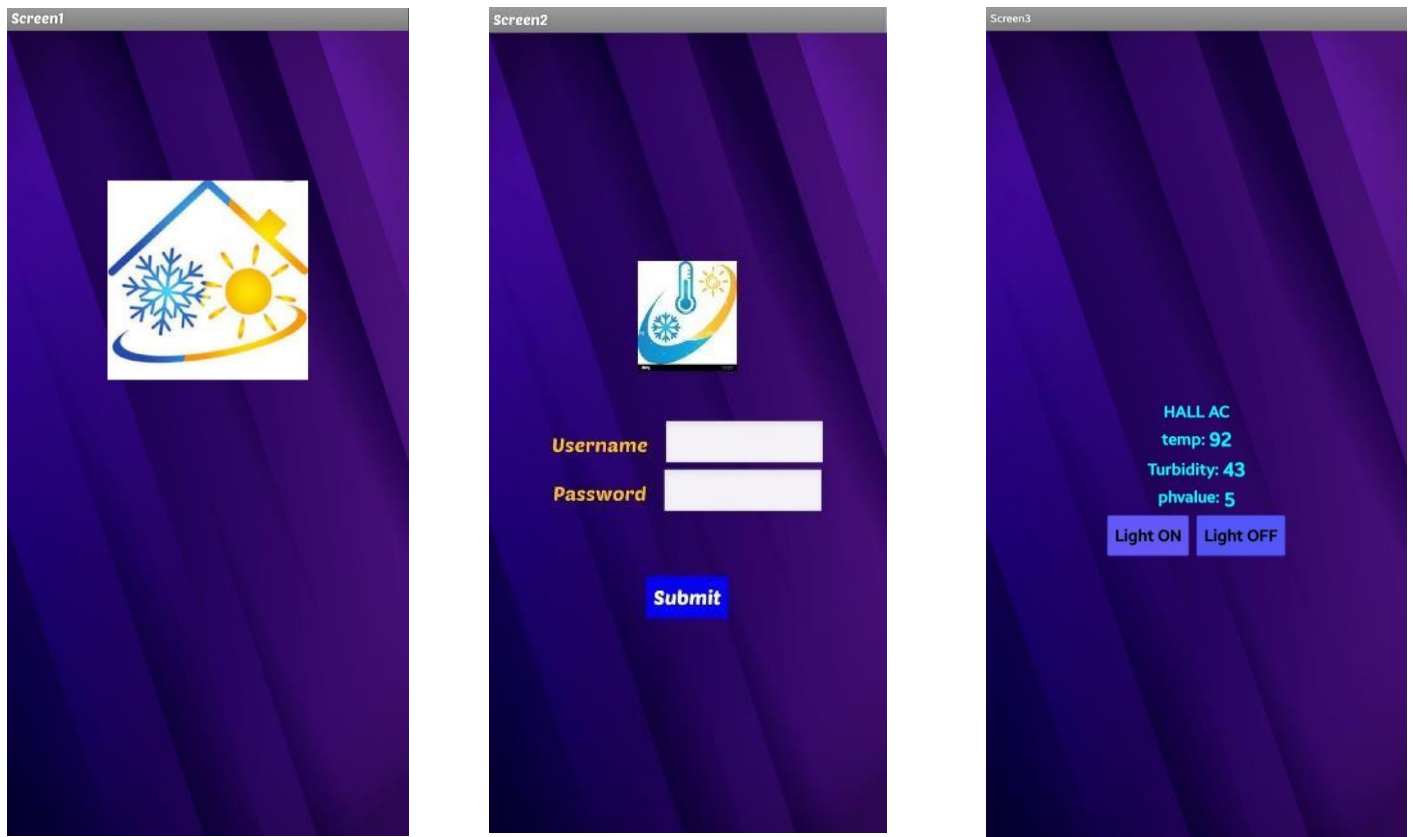 Screen1
Screen2
Username
Password
Submit
Screen3
HALL AC
temp: 92
Turbidity: 43
phvalue: 5
Light ON Light OFF